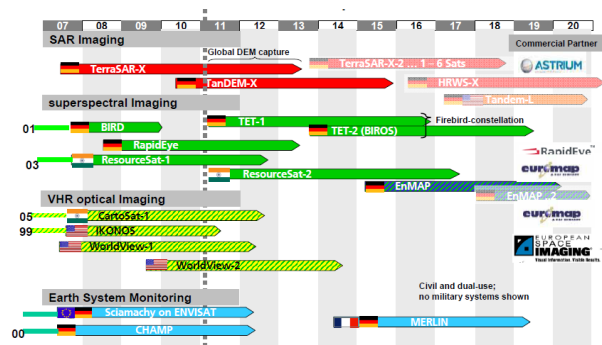 07 08 09 10 11 12 13 14 15 16 17 18 19 20
SAR Imaging
Commercial Partner
Global DEM capture
TerraSAR-X
TerraSAR-X-2 ... 1 – 6 Sats
ASTRIUM
TanDEM-X
HRWS-X
Tandem-L
superspectral Imaging
01
BIRD
TET-1
Firebird-constellation
TET-2 (BIROS)
RapidEye
RapidEye
03
ResourceSat-1
ResourceSat-2
euromap
EnMAP
EnMAP - 2
VHR optical Imaging
05
CartoSat-1
euromap
99
IKONOS
WorldView-1
EUROPEAN
SPACE
IMAGING
Visual Information. Visible Results.
WorldView-2
Civil and dual-use;
no military systems shown
Earth System Monitoring
Sciamachy on ENVISAT
MERLIN
00
CHAMP